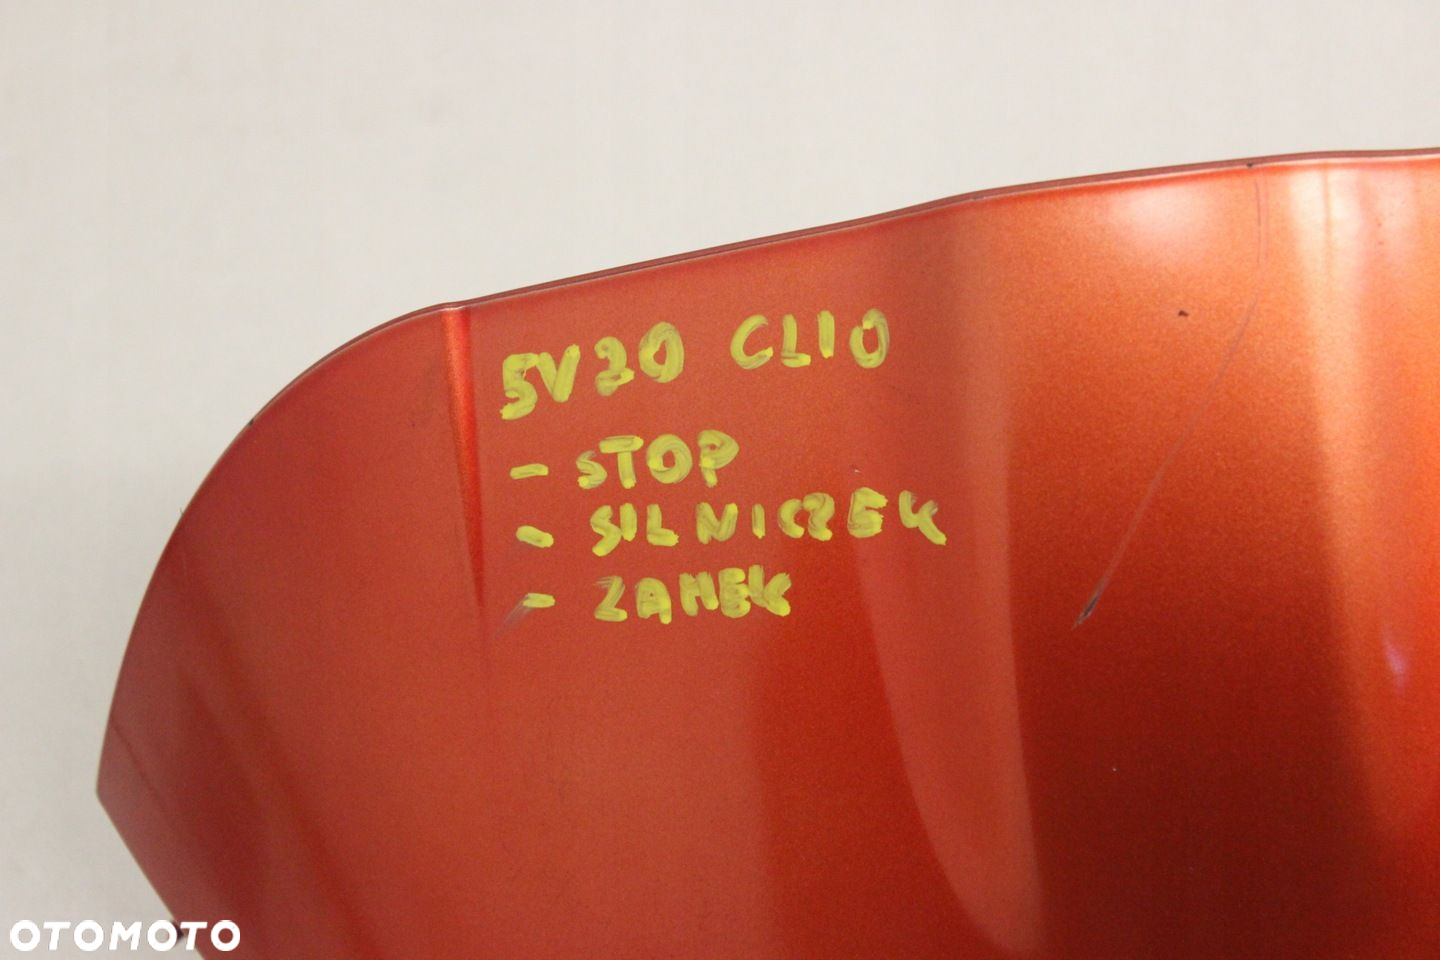 5V20 CLIO
- STOP
- SILNICZEK
- ZAMEK
OTOMOTO